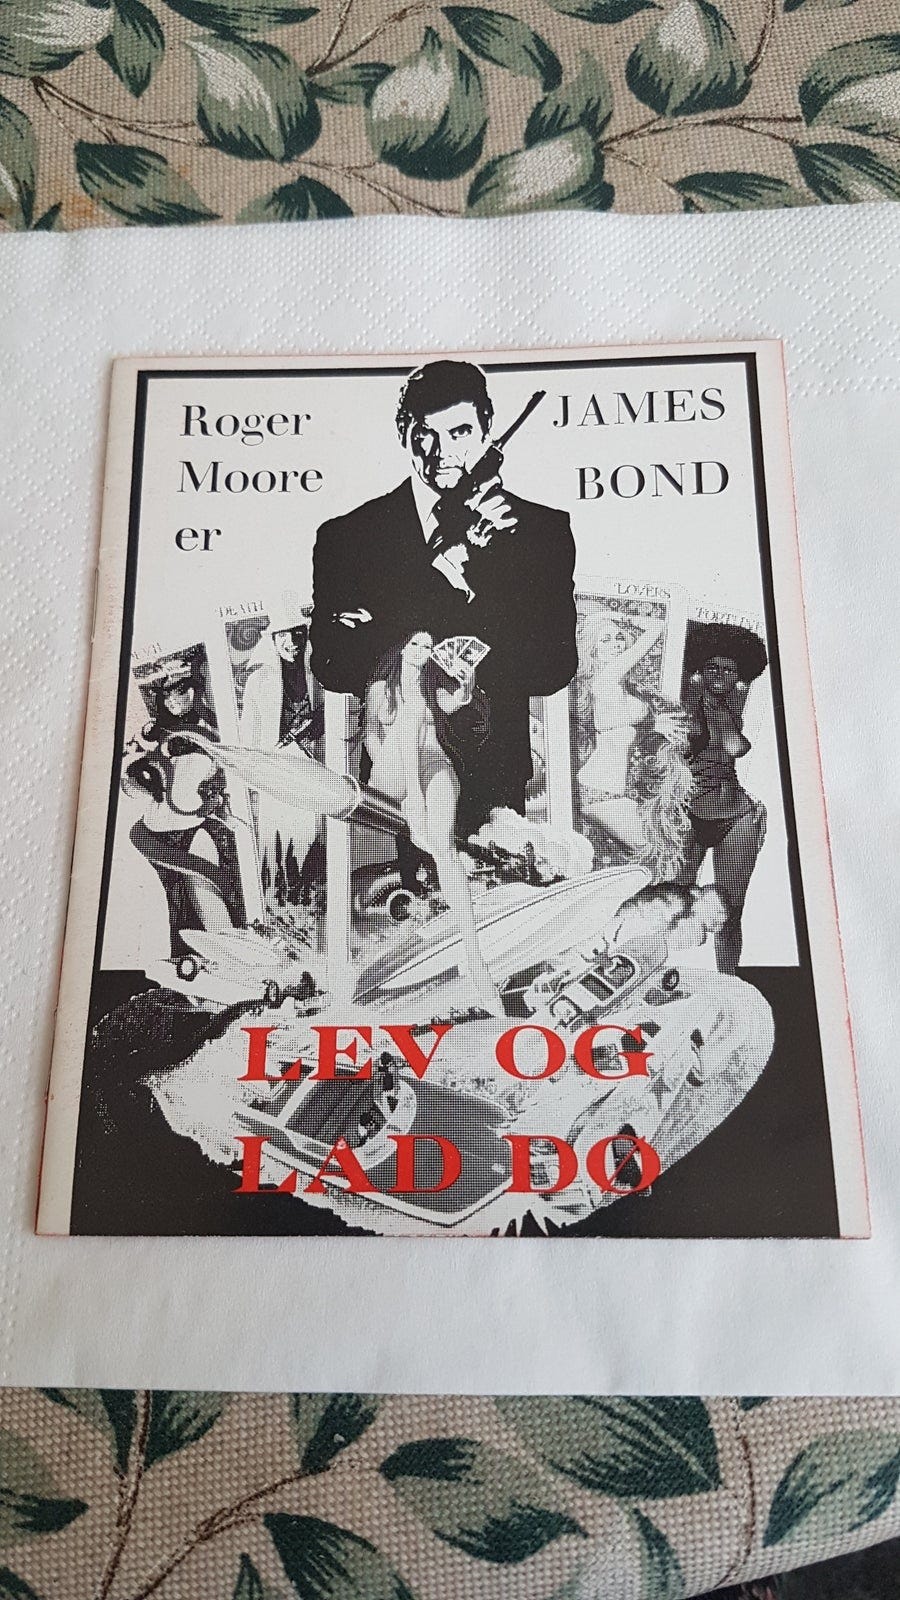 Roger
Moore
er
JAMES
BOND
DEATH
LOVERS
FORTUNE
LEV OG
LAD DØ